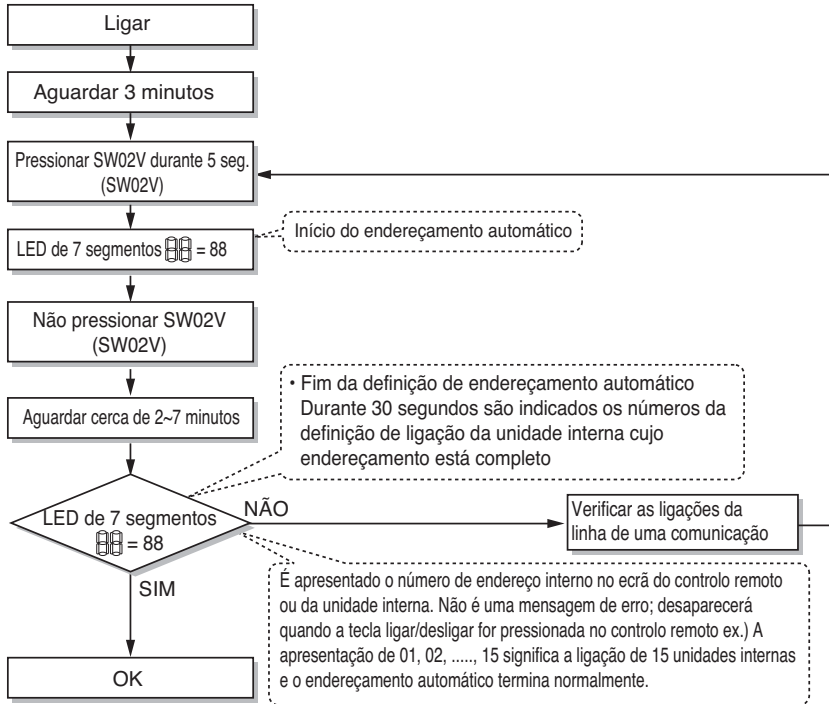 Ligar
Aguardar 3 minutos
Pressionar SW02V durante 5 seg.
(SW02V)
LED de 7 segmentos 88 = 88
Início do endereçamento automático
Não pressionar SW02V
(SW02V)
Aguardar cerca de 2~7 minutos
• Fim da definição de endereçamento automático
Durante 30 segundos são indicados os números da
definição de ligação da unidade interna cujo
endereçamento está completo
LED de 7 segmentos
88 = 88
NÃO
Verificar as ligações da
linha de uma comunicação
SIM
É apresentado o número de endereço interno no ecrã do controlo remoto
ou da unidade interna. Não é uma mensagem de erro; desaparecerá
quando a tecla ligar/desligar for pressionada no controlo remoto ex.) A
apresentação de 01, 02, ....., 15 significa a ligação de 15 unidades internas
e o endereçamento automático termina normalmente.
OK